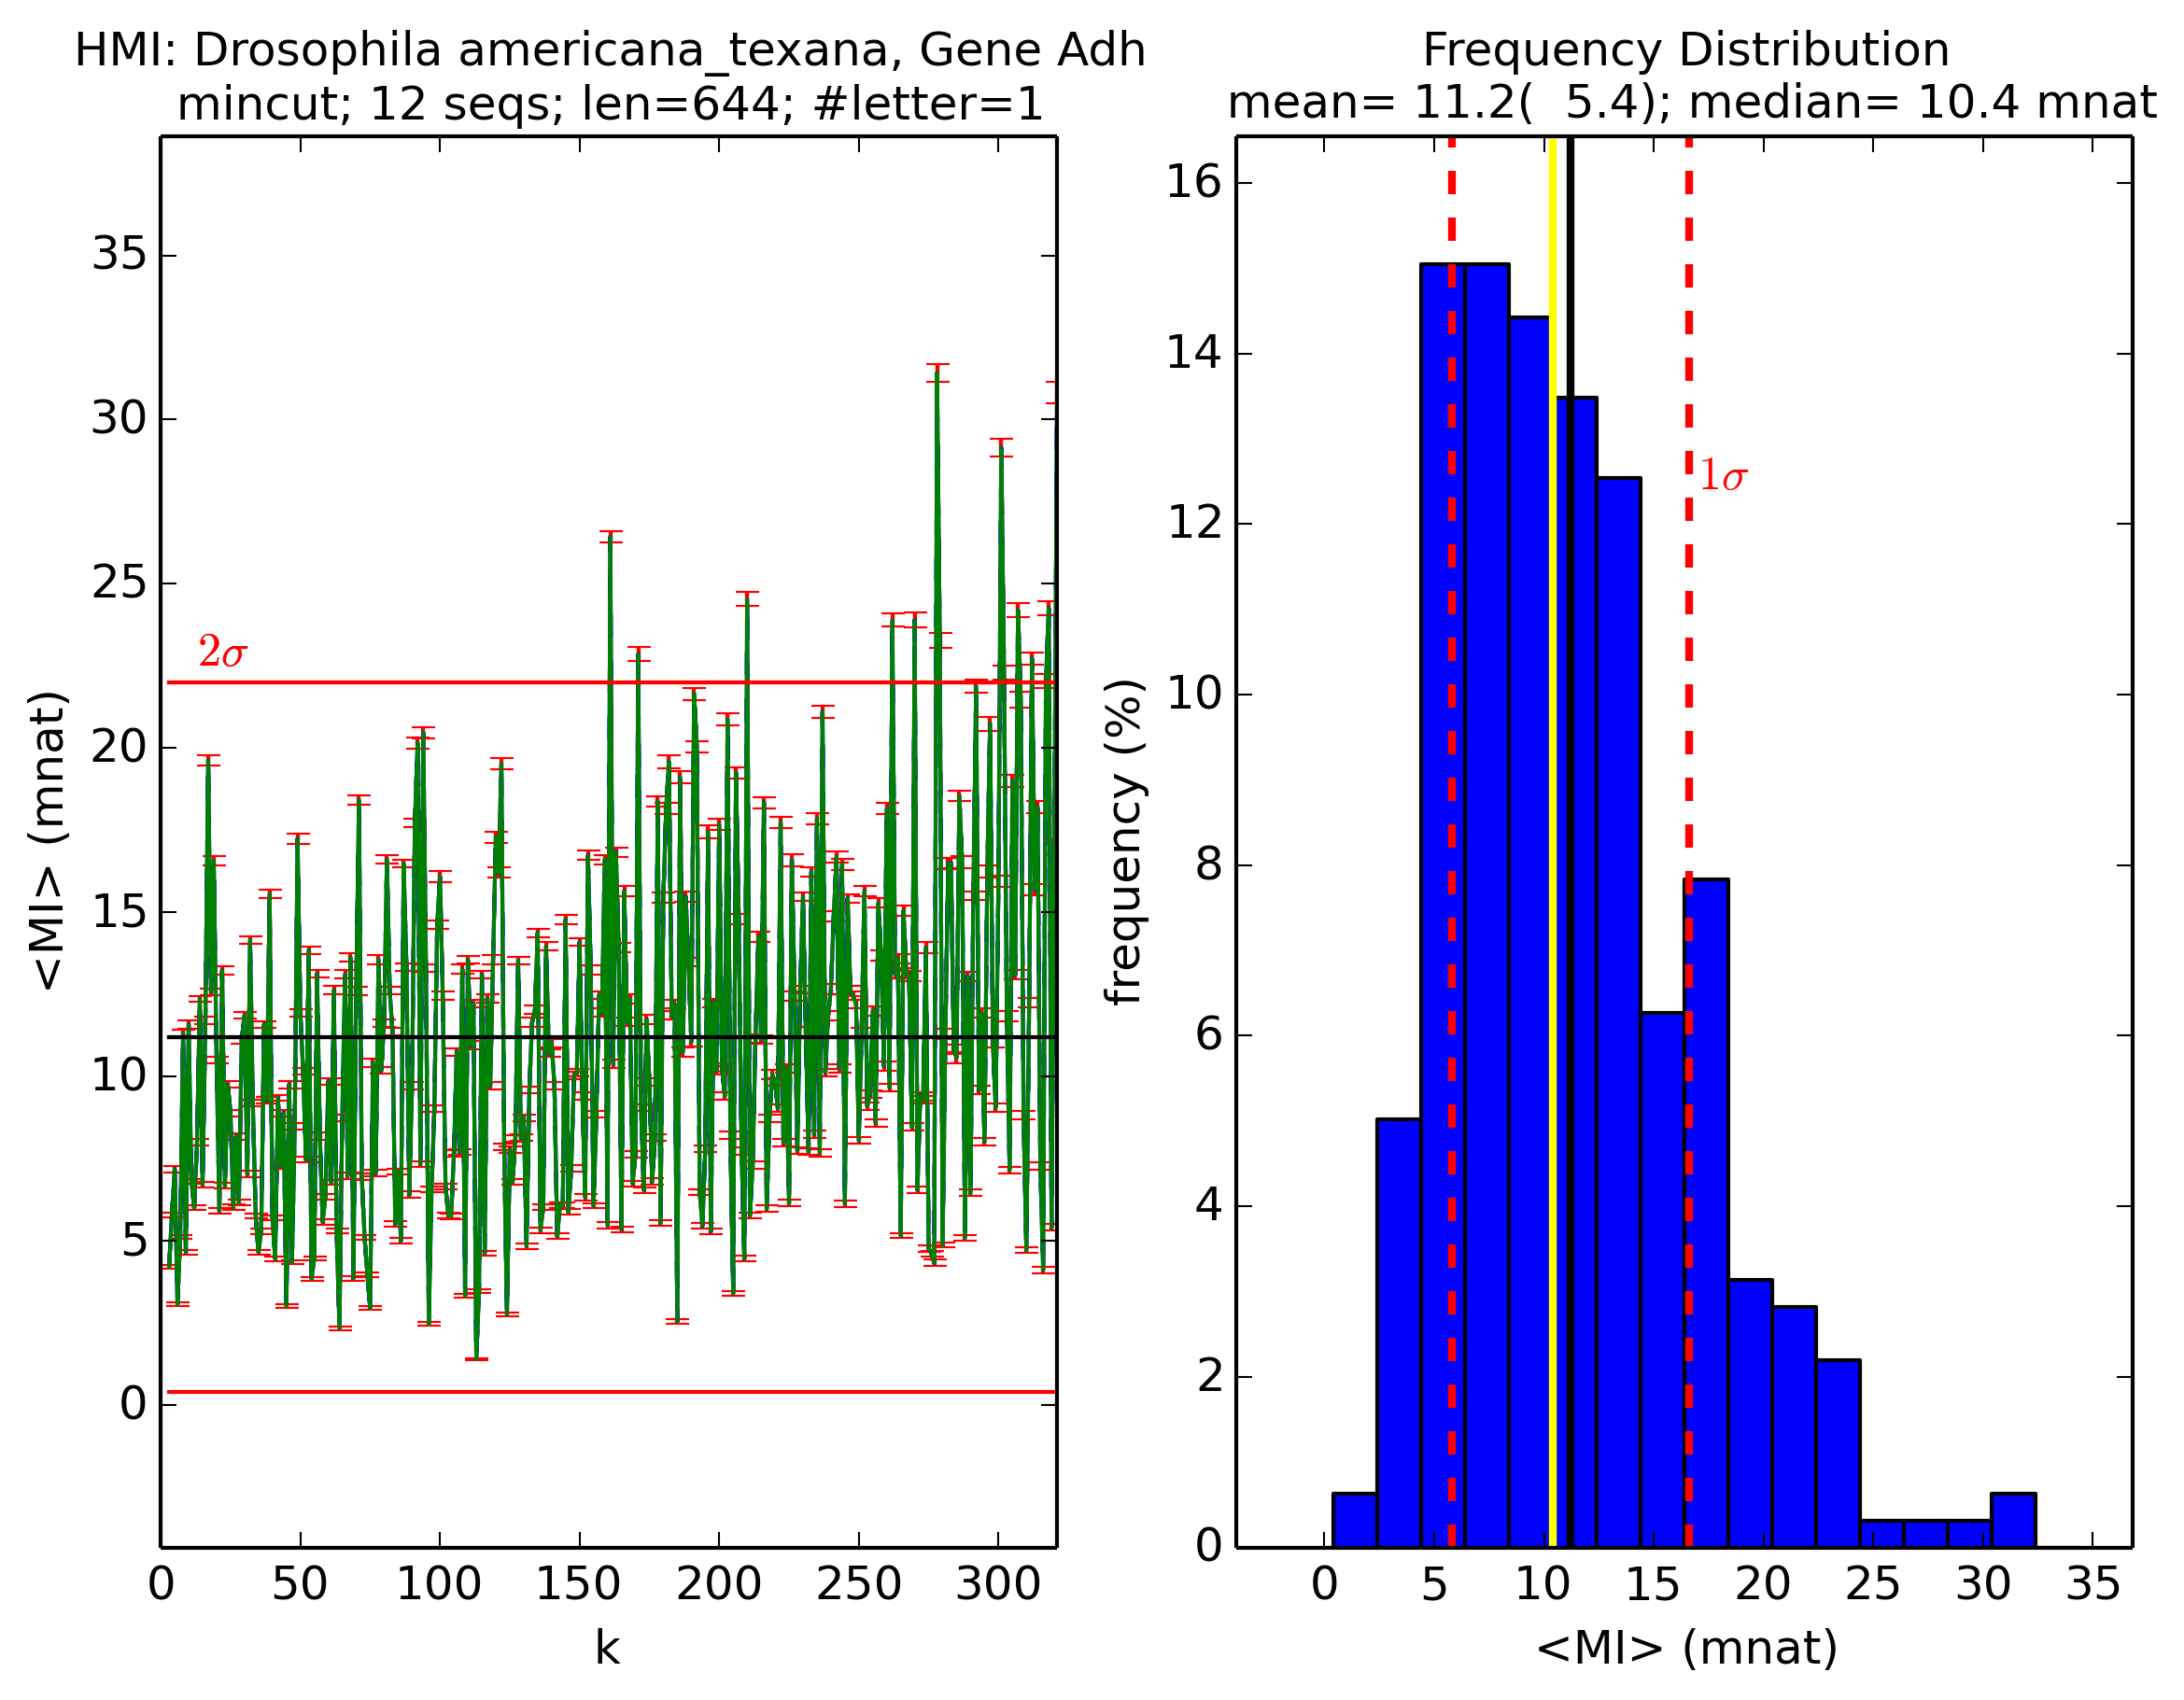 HMI: Drosophila americana_texana, Gene Adh
mincut; 12 seqs; len=644; #letter=1
<MI> (mnat)
35
30
25
20
15
10
5
0
2σ
0 50 100 150 200 250 300
k
Frequency Distribution
mean= 11.2( 5.4); median= 10.4 mnat
frequency (%)
16
14
12
10
8
6
4
2
0
1σ
0 5 10 15 20 25 30 35
<MI> (mnat)